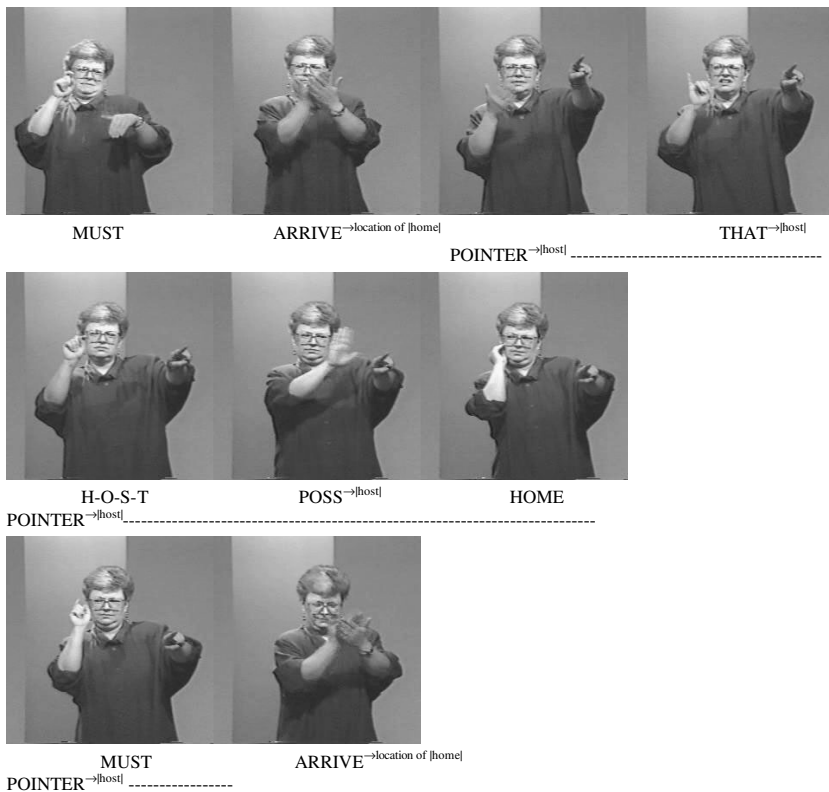 MUST ARRIVE→location of |home| THAT→|host|
POINTER→|host| -----------------------------------------
H-O-S-T POSS→|host| HOME
POINTER→|host|-----------------------------------------------------------------------------
MUST ARRIVE→location of |home|
POINTER→|host| -----------------